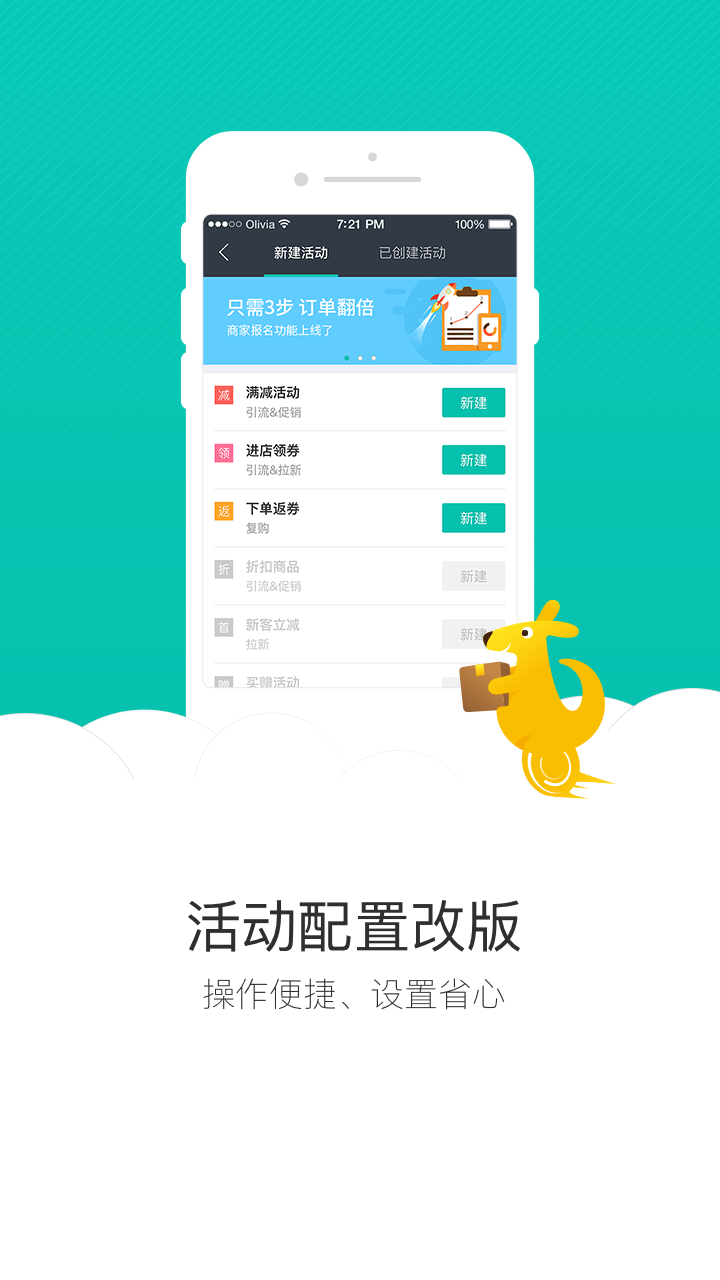 Olivia 7:21 PM 100%
新建活动 已创建活动
只需3步 订单翻倍
商家报名功能上线了
减 满减活动
引流&促销
新建
领 进店领券
引流&拉新
新建
返 下单返券
复购
新建
折 折扣商品
引流&促销
新建
首 新客立减
拉新
新建
赠 买赠活动
活动配置改版
操作便捷、设置省心